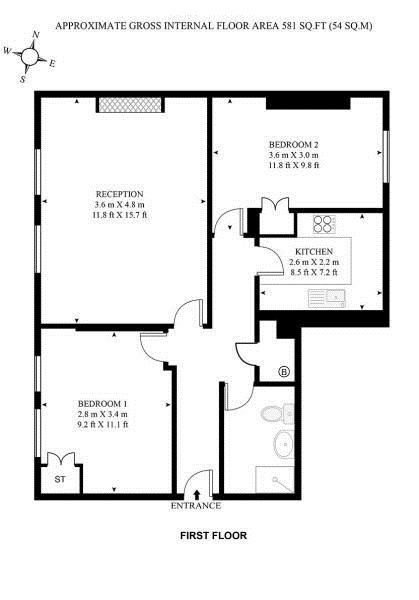 APPROXIMATE GROSS INTERNAL FLOOR AREA 581 SQ.FT (54 SQ.M)
N
W
E
S
BEDROOM 2
3.6 m X 3.0 m
11.8 ft X 9.8 ft
RECEPTION
3.6 m X 4.8 m
11.8 ft X 15.7 ft
KITCHEN
2.6 m X 2.2 m
8.5 ft X 7.2 ft
B
BEDROOM 1
2.8 m X 3.4 m
9.2 ft X 11.1 ft
ST
ENTRANCE
FIRST FLOOR